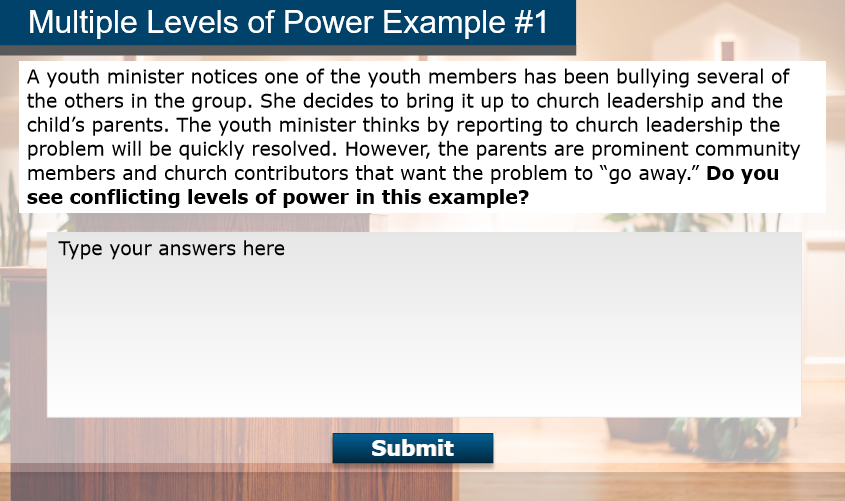 Multiple Levels of Power Example #1
A youth minister notices one of the youth members has been bullying several of
the others in the group. She decides to bring it up to church leadership and the
child’s parents. The youth minister thinks by reporting to church leadership the
problem will be quickly resolved. However, the parents are prominent community
members and church contributors that want the problem to “go away.” Do you
see conflicting levels of power in this example?
Type your answers here
Submit